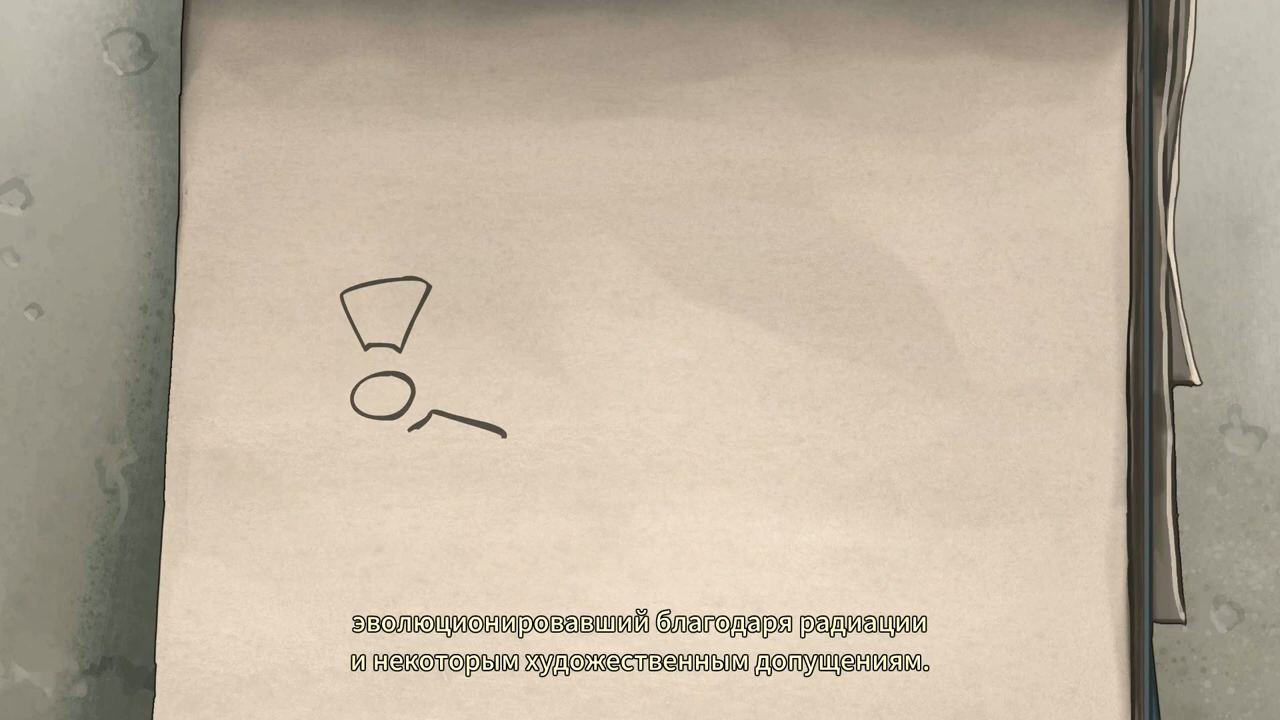 эволюционировавший благодаря радиации
и некоторым художественным допущениям.